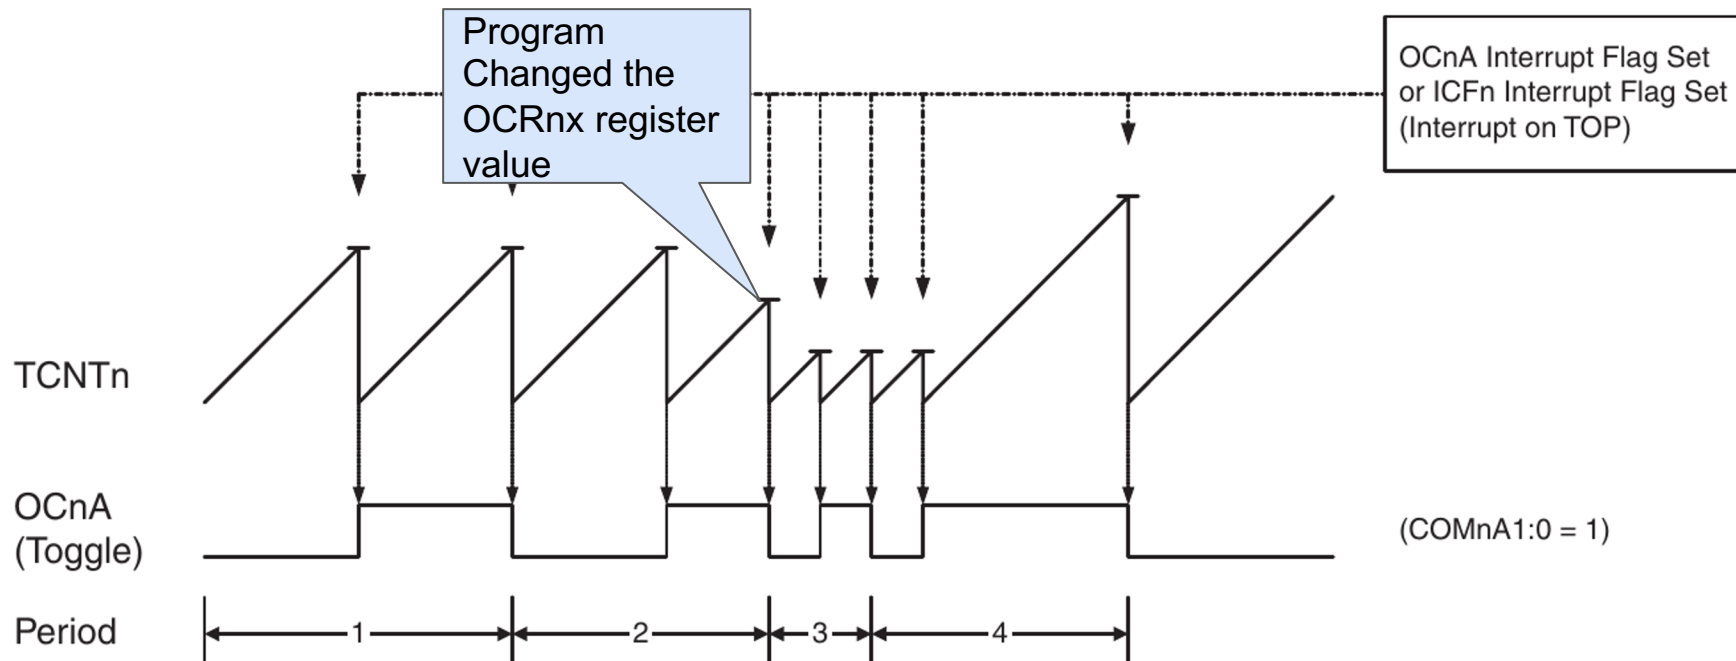 Program
Changed the
OCRnx register
value
OCnA Interrupt Flag Set
or ICFn Interrupt Flag Set
(Interrupt on TOP)
TCNTn
OCnA
(Toggle)
(COMnA1:0 = 1)
Period
1
2
3
4